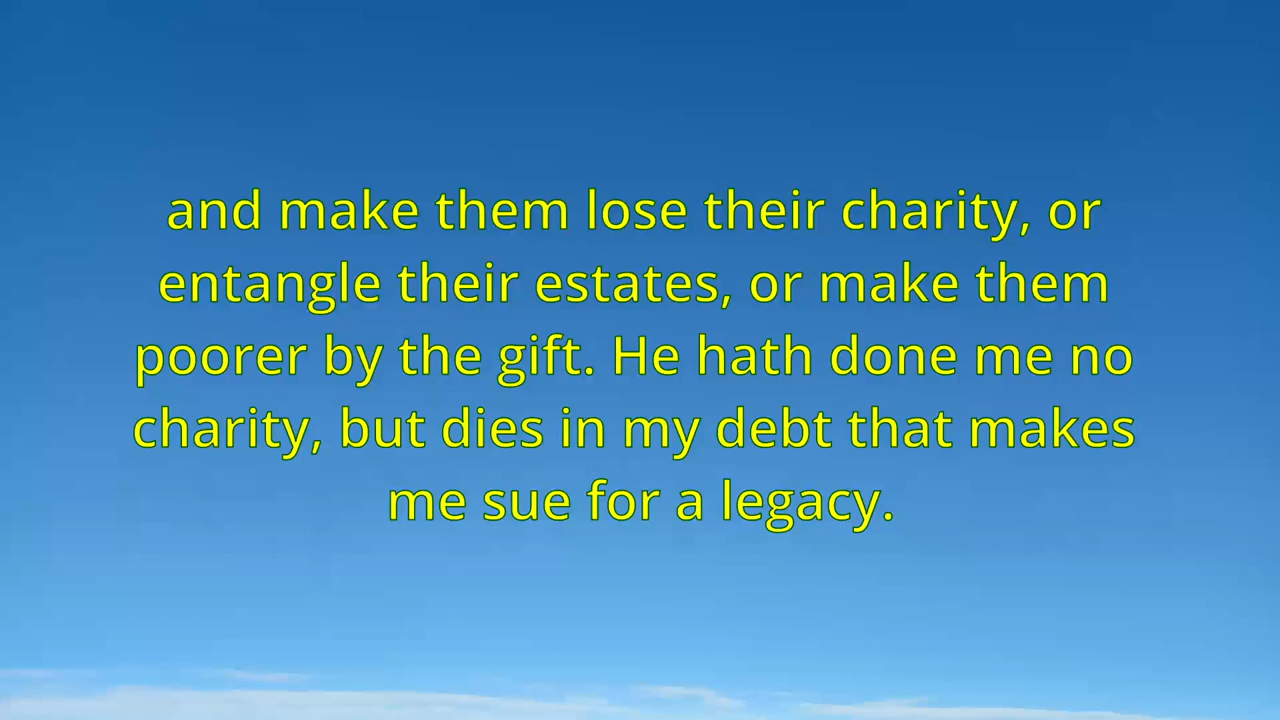 and make them lose their charity, or
entangle their estates, or make them
poorer by the gift. He hath done me no
charity, but dies in my debt that makes
me sue for a legacy.